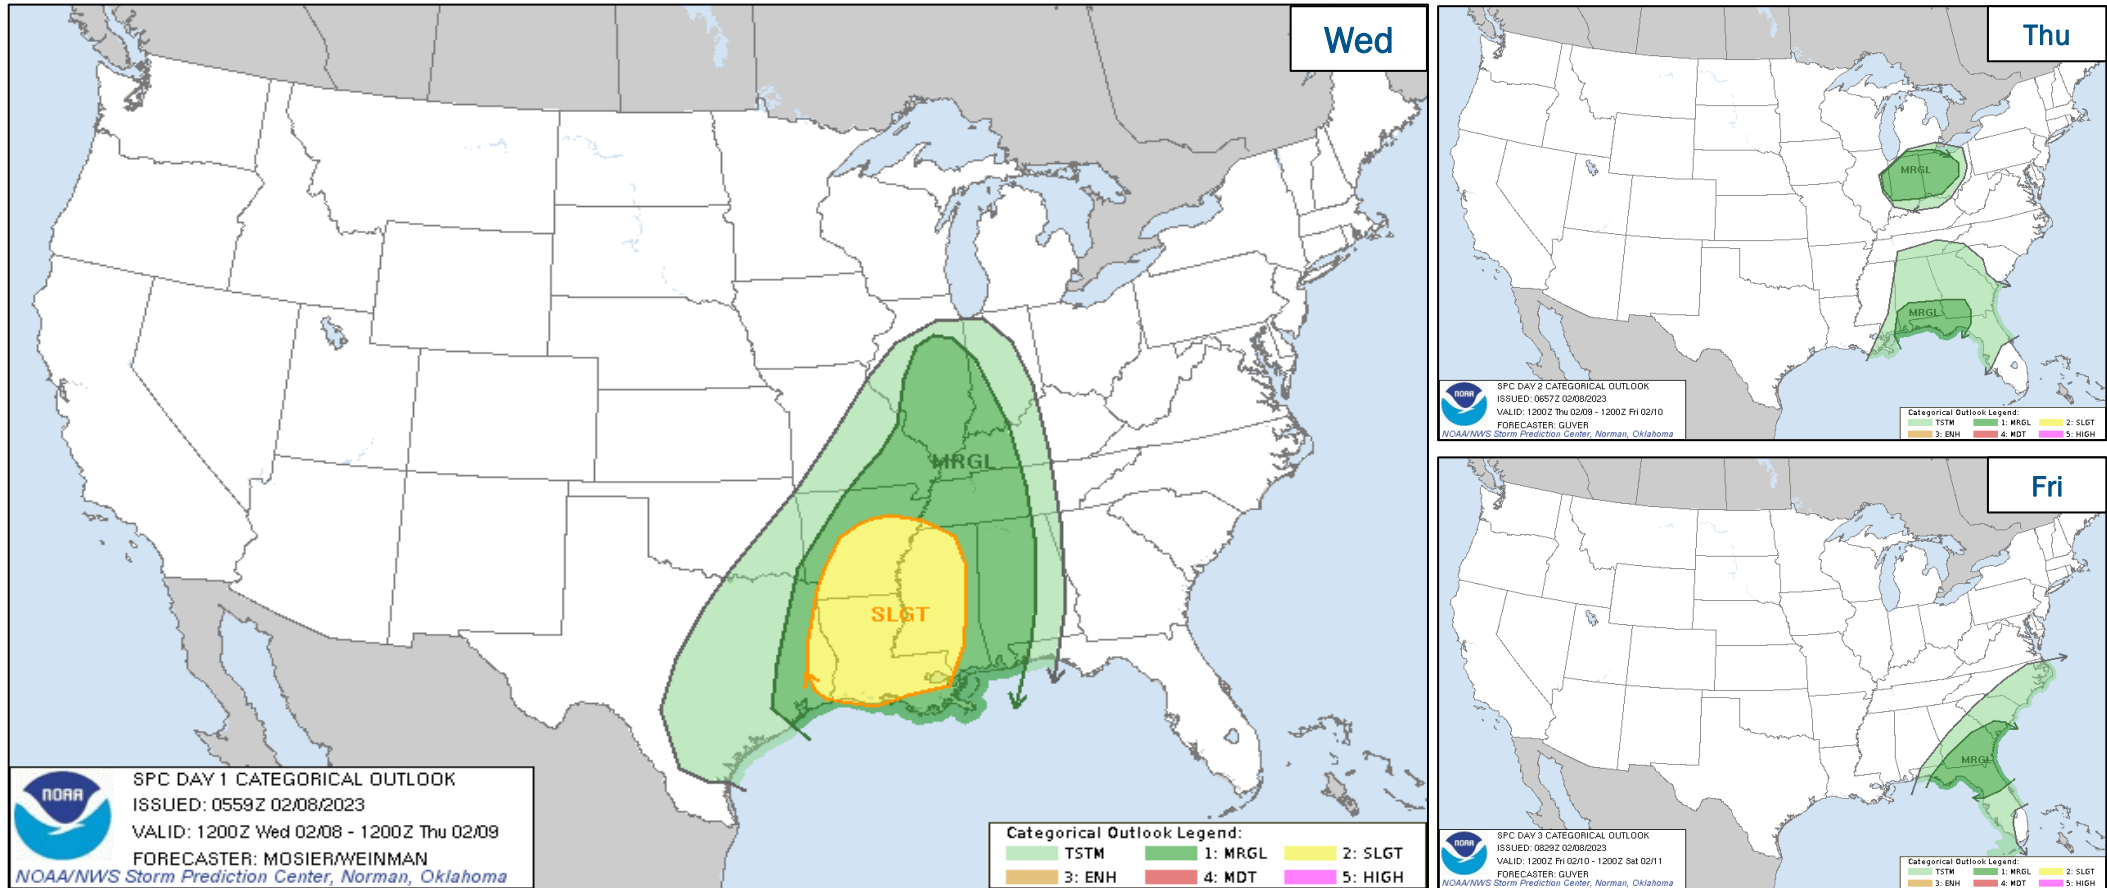 Wed
MRGL
SLGT
NOAA
SPC DAY 1 CATEGORICAL OUTLOOK
ISSUED: 0559Z 02/08/2023
VALID: 1200Z Wed 02/08 - 1200Z Thu 02/09
FORECASTER: MOSIER/WEINMAN
NOAA/NWS Storm Prediction Center, Norman, Oklahoma
Categorical Outlook Legend:
TSTM 1: MRGL 2: SLGT
3: ENH 4: MDT 5: HIGH
Thu
MRGL
MRGL
NOAA
SPC DAY 2 CATEGORICAL OUTLOOK
ISSUED: 0657Z 02/08/2023
VALID: 1200Z Thu 02/09 - 1200Z Fri 02/10
FORECASTER: GUYER
NOAA/NWS Storm Prediction Center, Norman, Oklahoma
Categorical Outlook Legend:
TSTM 1: MRGL 2: SLGT
3: ENH 4: MDT 5: HIGH
Fri
MRGL
NOAA
SPC DAY 3 CATEGORICAL OUTLOOK
ISSUED: 0829Z 02/08/2023
VALID: 1200Z Fri 02/10 - 1200Z Sat 02/11
FORECASTER: GUYER
NOAA/NWS Storm Prediction Center, Norman, Oklahoma
Categorical Outlook Legend:
TSTM 1: MRGL 2: SLGT
3: ENH 4: MDT 5: HIGH